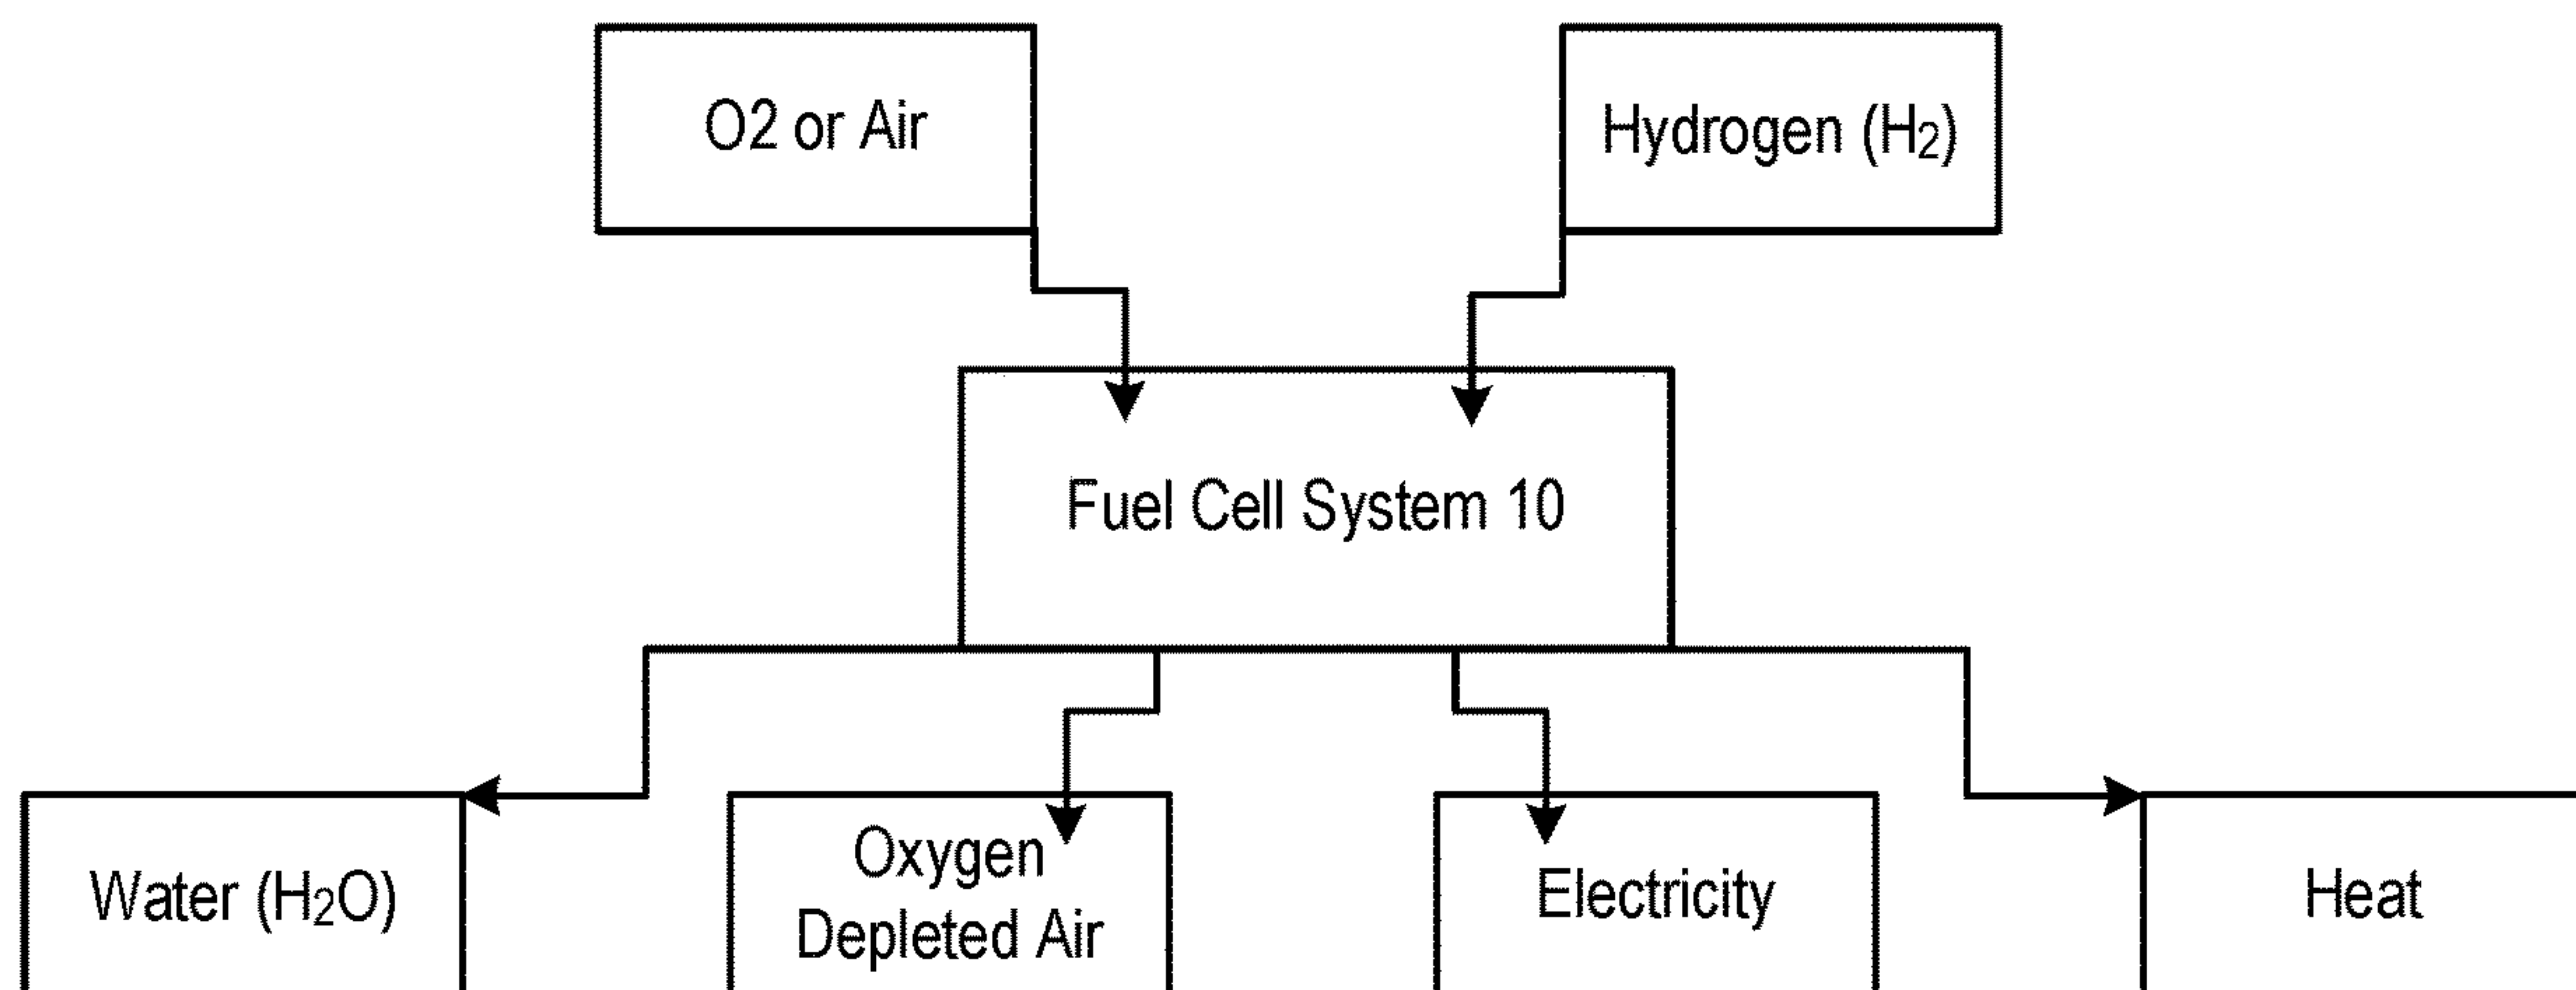 O2 or Air
Hydrogen (H₂)
Fuel Cell System 10
Water (H₂O)
Oxygen
Depleted Air
Electricity
Heat